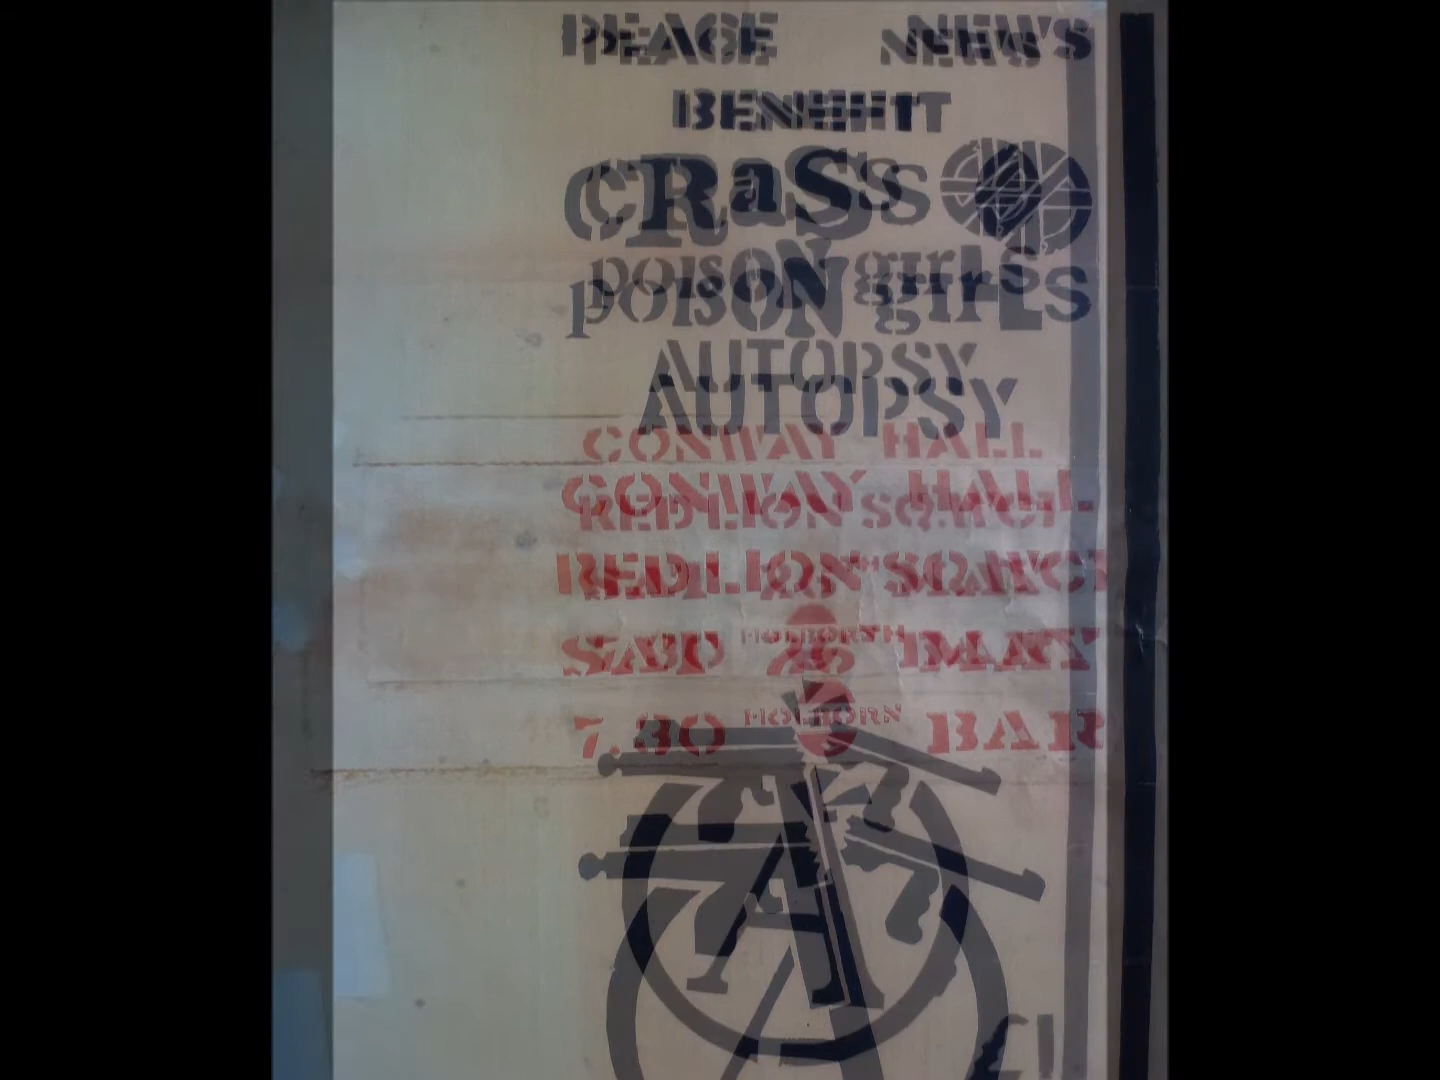 PEACE NEWS
BENEFIT
CRaSS
POISON girLS
AUTOPSY
CONWAY HALL
RED LION SQ. WC1
SAT 26 MAY
7.30 HOLBORN BAR